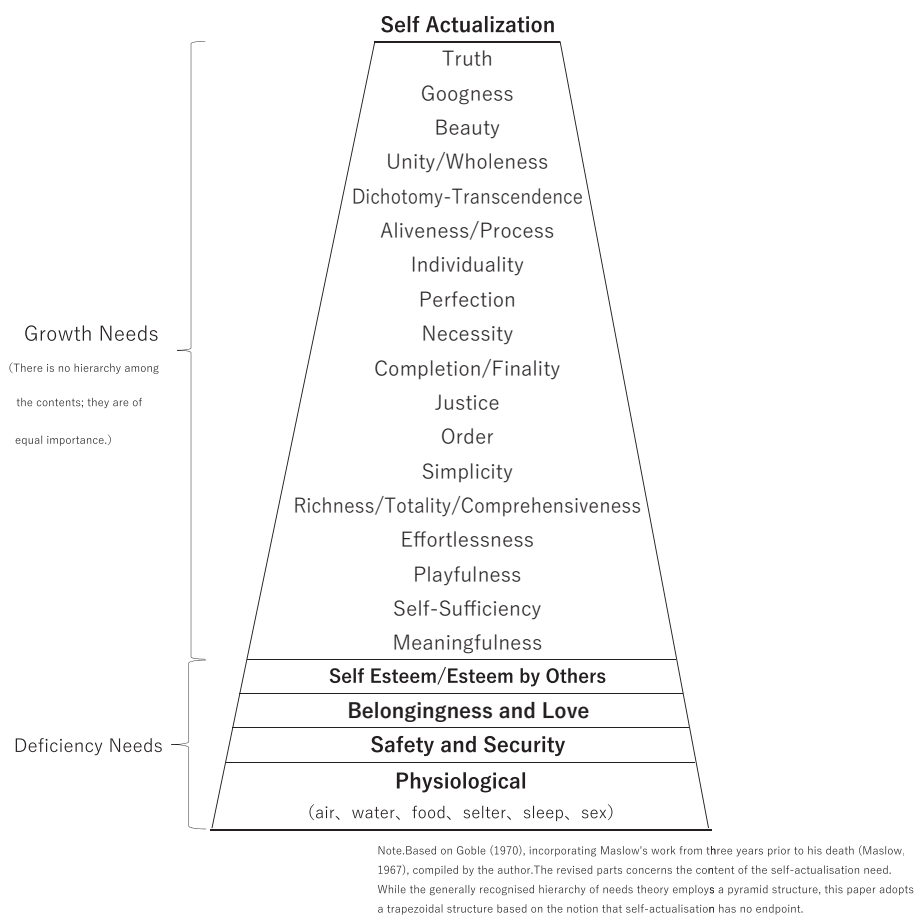 Self Actualization
Truth
Googness
Beauty
Unity/Wholeness
Dichotomy-Transcendence
Aliveness/Process
Individuality
Perfection
Necessity
Completion/Finality
Justice
Order
Simplicity
Richness/Totality/Comprehensiveness
Effortlessness
Playfulness
Self-Sufficiency
Meaningfulness
Growth Needs
（There is no hierarchy among
the contents; they are of
equal importance.）
Self Esteem/Esteem by Others
Belongingness and Love
Safety and Security
Physiological
（air、water、food、selter、sleep、sex）
Deficiency Needs
Note.Based on Goble (1970), incorporating Maslow's work from three years prior to his death (Maslow,
1967), compiled by the author.The revised parts concerns the content of the self-actualisation need.
While the generally recognised hierarchy of needs theory employs a pyramid structure, this paper adopts
a trapezoidal structure based on the notion that self-actualisation has no endpoint.